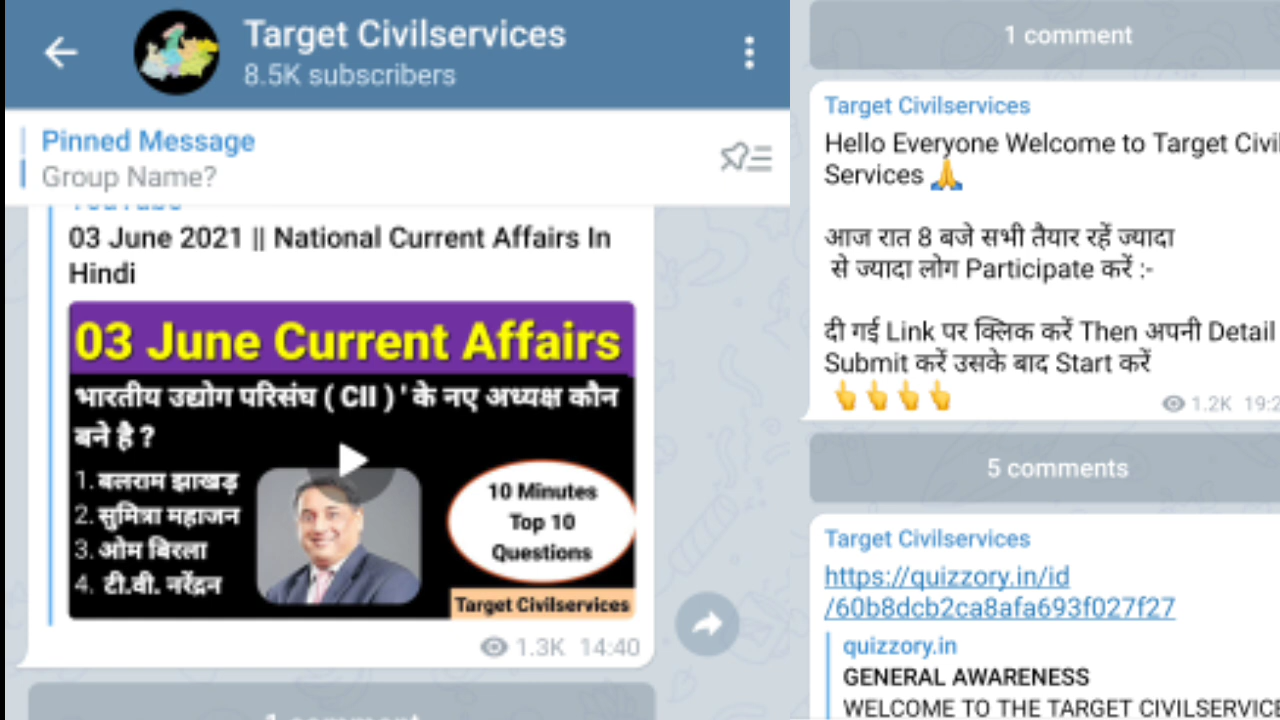 Target Civilservices
8.5K subscribers
Pinned Message
Group Name?
YouTube
03 June 2021 || National Current Affairs In
Hindi
03 June Current Affairs
भारतीय उद्योग परिसंघ ( CII ) ' के नए अध्यक्ष कौन
बने है ?
1. बलराम झाखड़
2. सुमित्रा महाजन
3. ओम बिरला
4. टी.वी. नरेंद्रन
10 Minutes
Top 10
Questions
Target Civilservices
1.3K 14:40
1 comment
1 comment
Target Civilservices
Hello Everyone Welcome to Target Civil
Services 🙏
आज रात 8 बजे सभी तैयार रहें ज्यादा
से ज्यादा लोग Participate करें :-
दी गई Link पर क्लिक करें Then अपनी Detail
Submit करें उसके बाद Start करें
👆👆👆👆
1.2K 19:2
5 comments
Target Civilservices
https://quizzory.in/id
/60b8dcb2ca8afa693f027f27
quizzory.in
GENERAL AWARENESS
WELCOME TO THE TARGET CIVILSERVICE